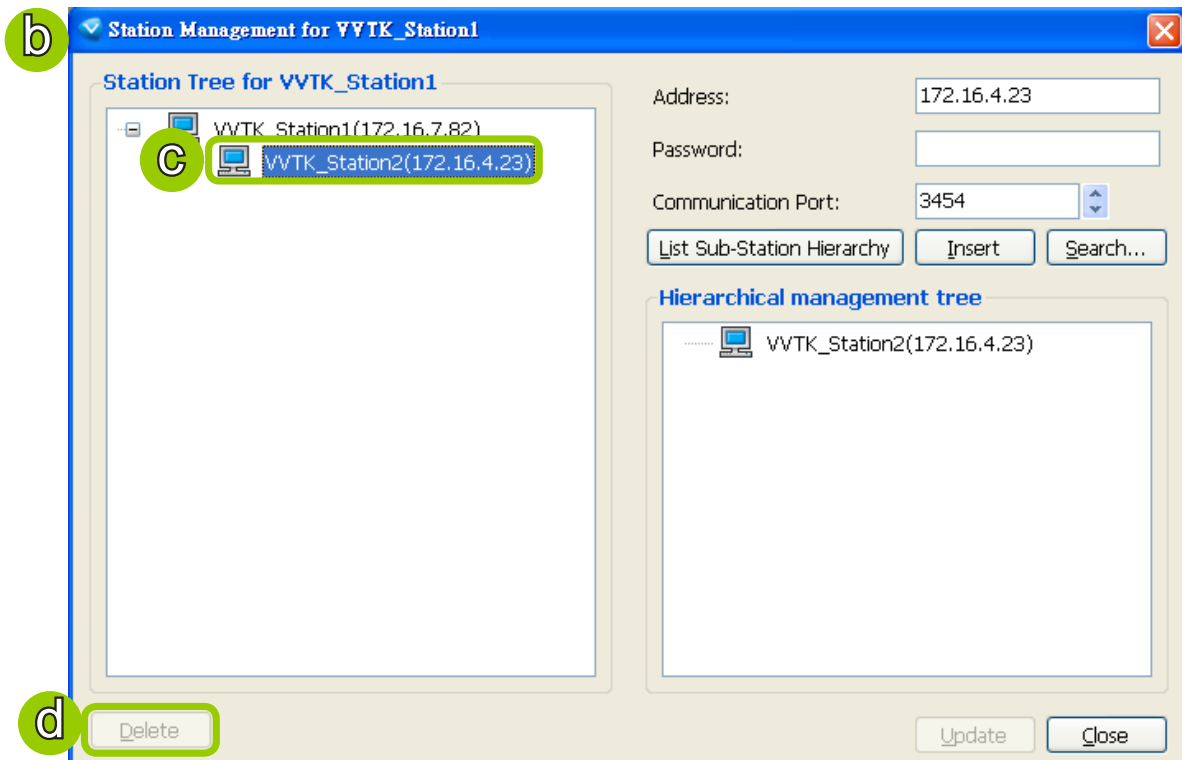 b
Station Management for VVTK_Station1
Station Tree for VVTK_Station1
VVTK_Station1(172.16.7.82)
c
VVTK_Station2(172.16.4.23)
Address:
172.16.4.23
Password:
Communication Port:
3454
List Sub-Station Hierarchy
Insert
Search...
Hierarchical management tree
VVTK_Station2(172.16.4.23)
d
Delete
Update
Close